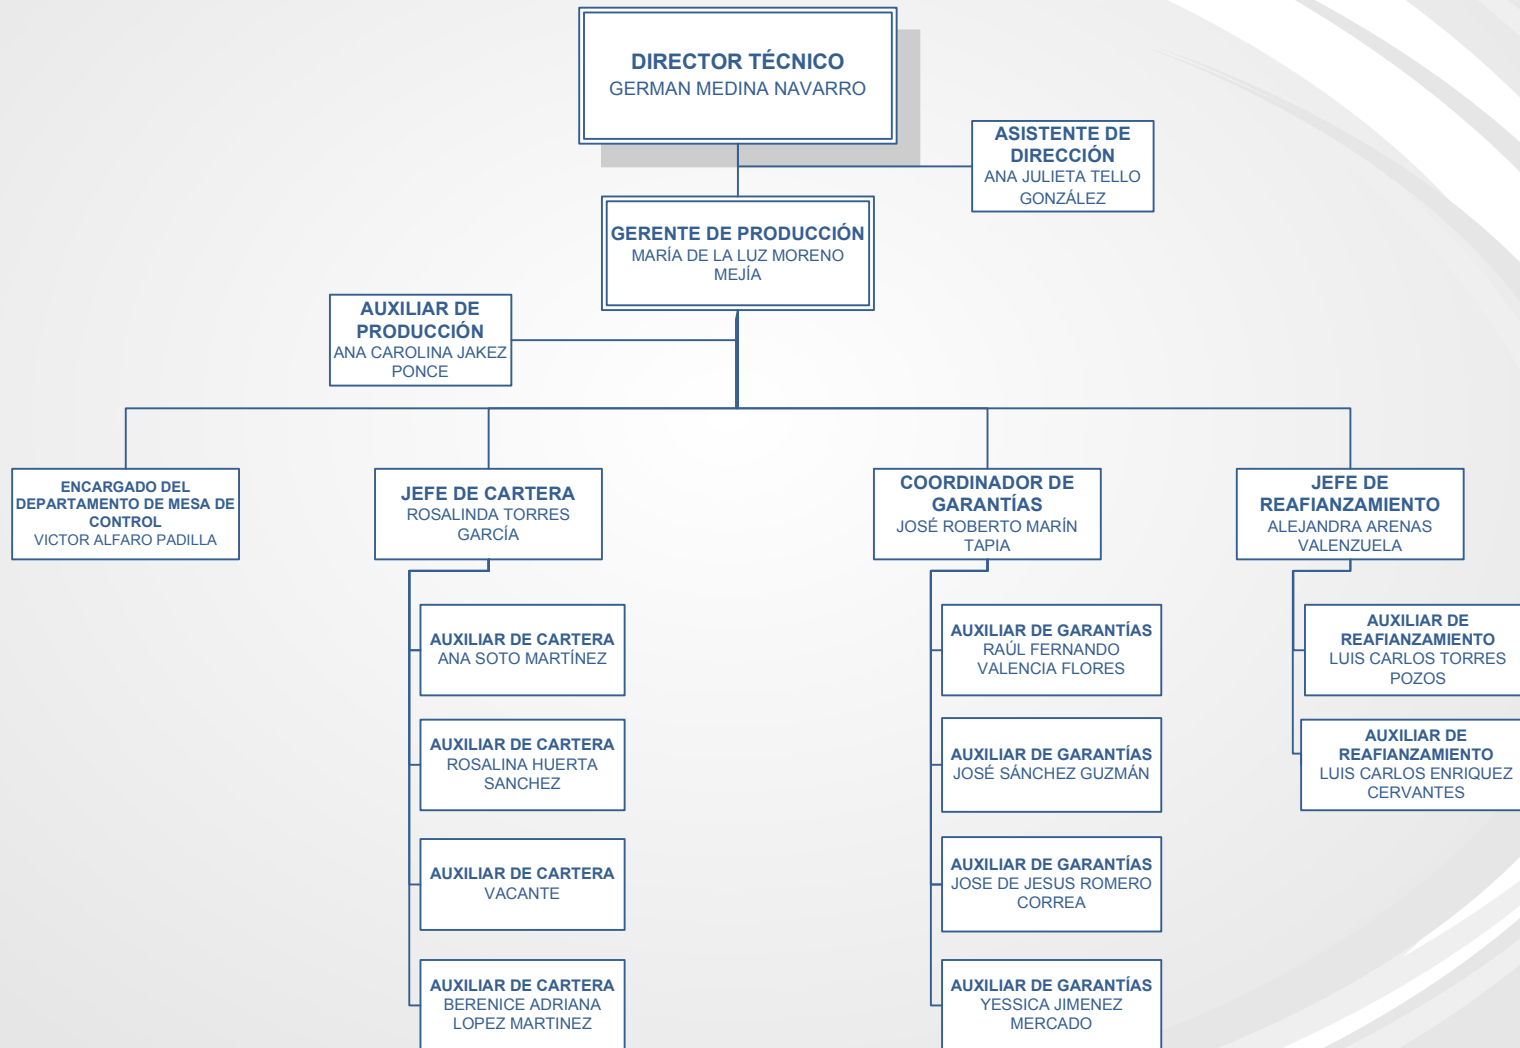 DIRECTOR TÉCNICO
GERMAN MEDINA NAVARRO
ASISTENTE DE
DIRECCIÓN
ANA JULIETA TELLO
GONZÁLEZ
GERENTE DE PRODUCCIÓN
MARÍA DE LA LUZ MORENO
MEJÍA
AUXILIAR DE
PRODUCCIÓN
ANA CAROLINA JAKEZ
PONCE
ENCARGADO DEL
DEPARTAMENTO DE MESA DE
CONTROL
VICTOR ALFARO PADILLA
JEFE DE CARTERA
ROSALINDA TORRES
GARCÍA
AUXILIAR DE CARTERA
ANA SOTO MARTÍNEZ
AUXILIAR DE CARTERA
ROSALINA HUERTA
SANCHEZ
AUXILIAR DE CARTERA
VACANTE
AUXILIAR DE CARTERA
BERENICE ADRIANA
LOPEZ MARTINEZ
COORDINADOR DE
GARANTÍAS
JOSÉ ROBERTO MARÍN
TAPIA
AUXILIAR DE GARANTÍAS
RAÚL FERNANDO
VALENCIA FLORES
AUXILIAR DE GARANTÍAS
JOSÉ SÁNCHEZ GUZMÁN
AUXILIAR DE GARANTÍAS
JOSE DE JESUS ROMERO
CORREA
AUXILIAR DE GARANTÍAS
YESSICA JIMENEZ
MERCADO
JEFE DE
REAFIANZAMIENTO
ALEJANDRA ARENAS
VALENZUELA
AUXILIAR DE
REAFIANZAMIENTO
LUIS CARLOS TORRES
POZOS
AUXILIAR DE
REAFIANZAMIENTO
LUIS CARLOS ENRIQUEZ
CERVANTES